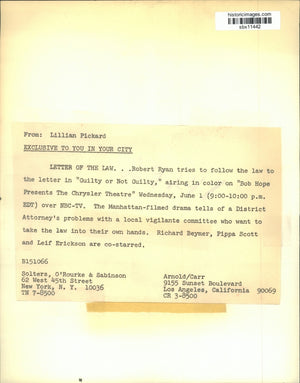 historicimages.com
sbx11442
From: Lillian Pickard
EXCLUSIVE TO YOU IN YOUR CITY
LETTER OF THE LAW. . .Robert Ryan tries to follow the law to
the letter in "Guilty or Not Guilty," airing in color on "Bob Hope
Presents The Chrysler Theatre" Wednesday, June 1 (9:00-10:00 p.m.
EDT) over NBC-TV. The Manhattan-filmed drama tells of a District
Attorney's problems with a local vigilante committee who want to
take the law into their own hands. Richard Beymer, Pippa Scott
and Leif Erickson are co-starred.
B151066
Solters, O'Rourke & Sabinson
62 West 45th Street
New York, N. Y. 10036
TN 7-8500
Arnold/Carr
9155 Sunset Boulevard
Los Angeles, California 90069
CR 3-8500